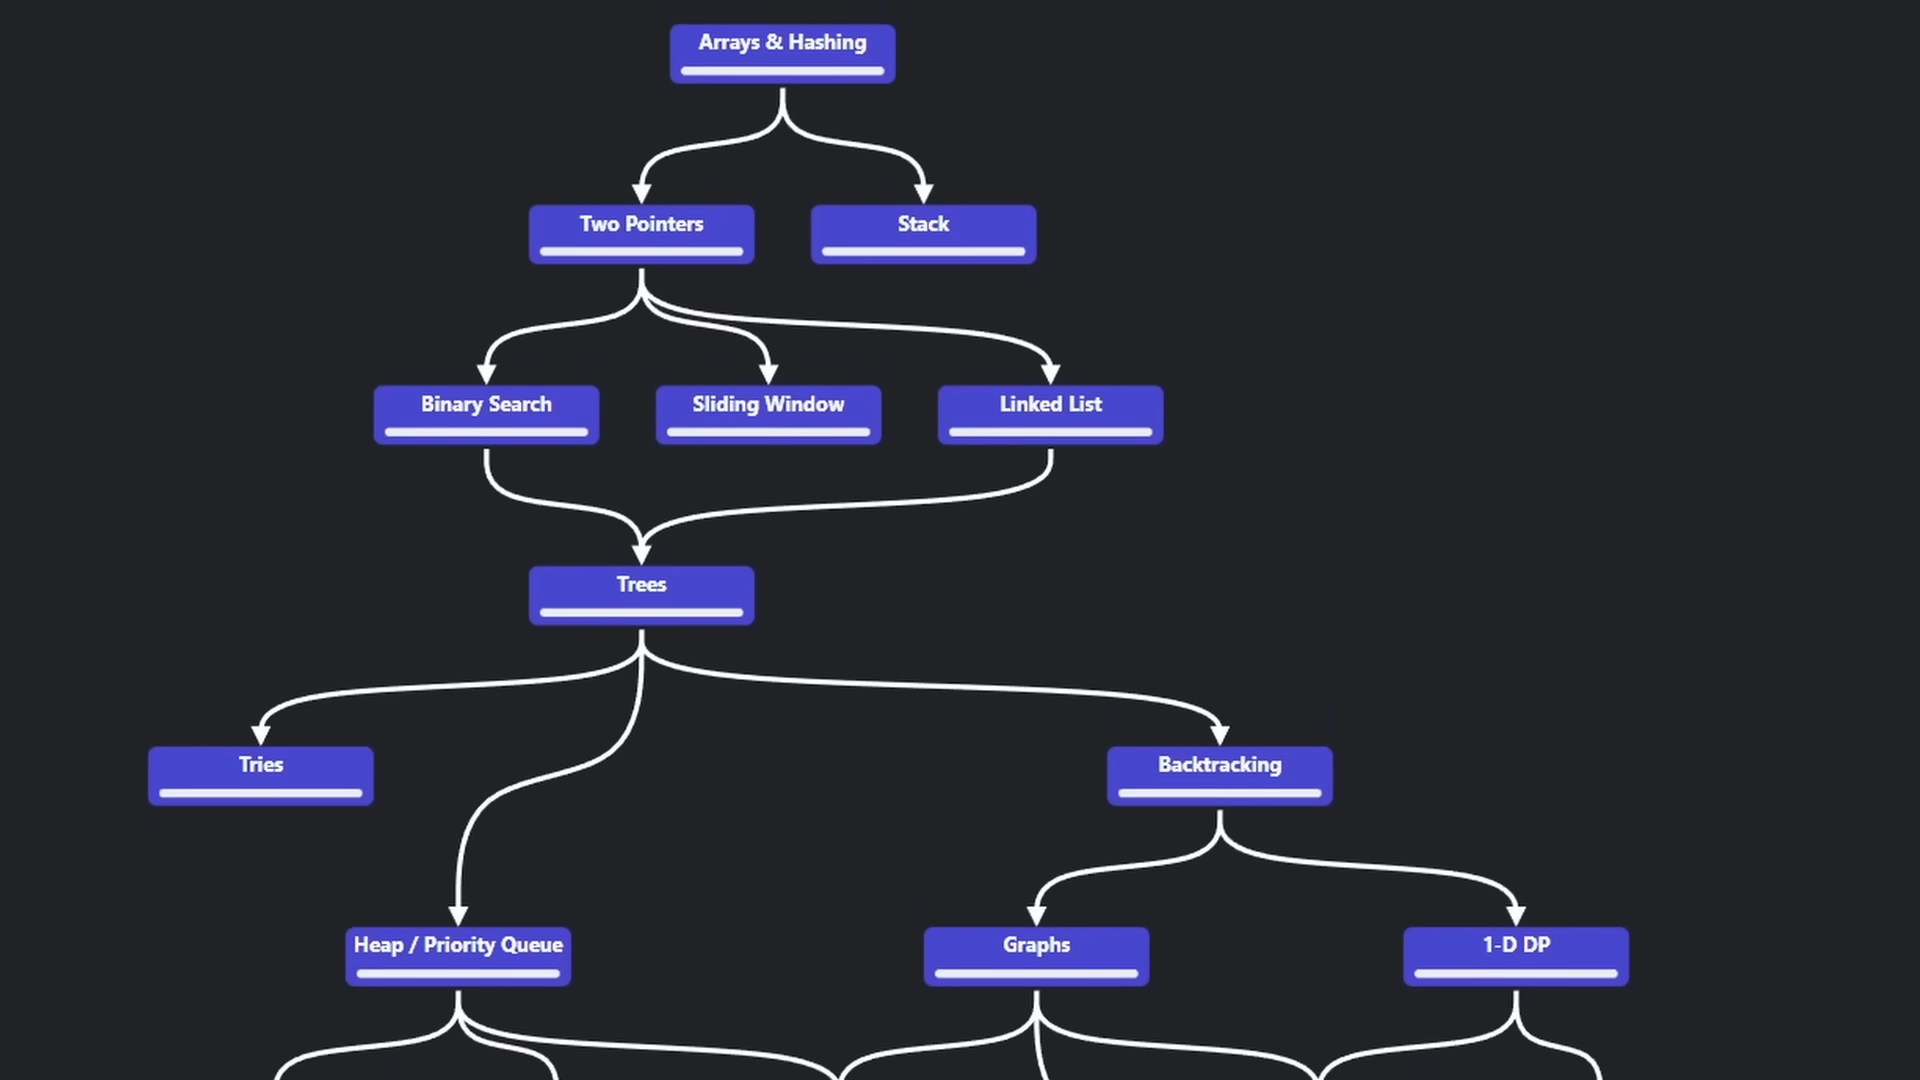 Arrays & Hashing
Two Pointers
Stack
Binary Search
Sliding Window
Linked List
Trees
Tries
Backtracking
Heap / Priority Queue
Graphs
1-D DP